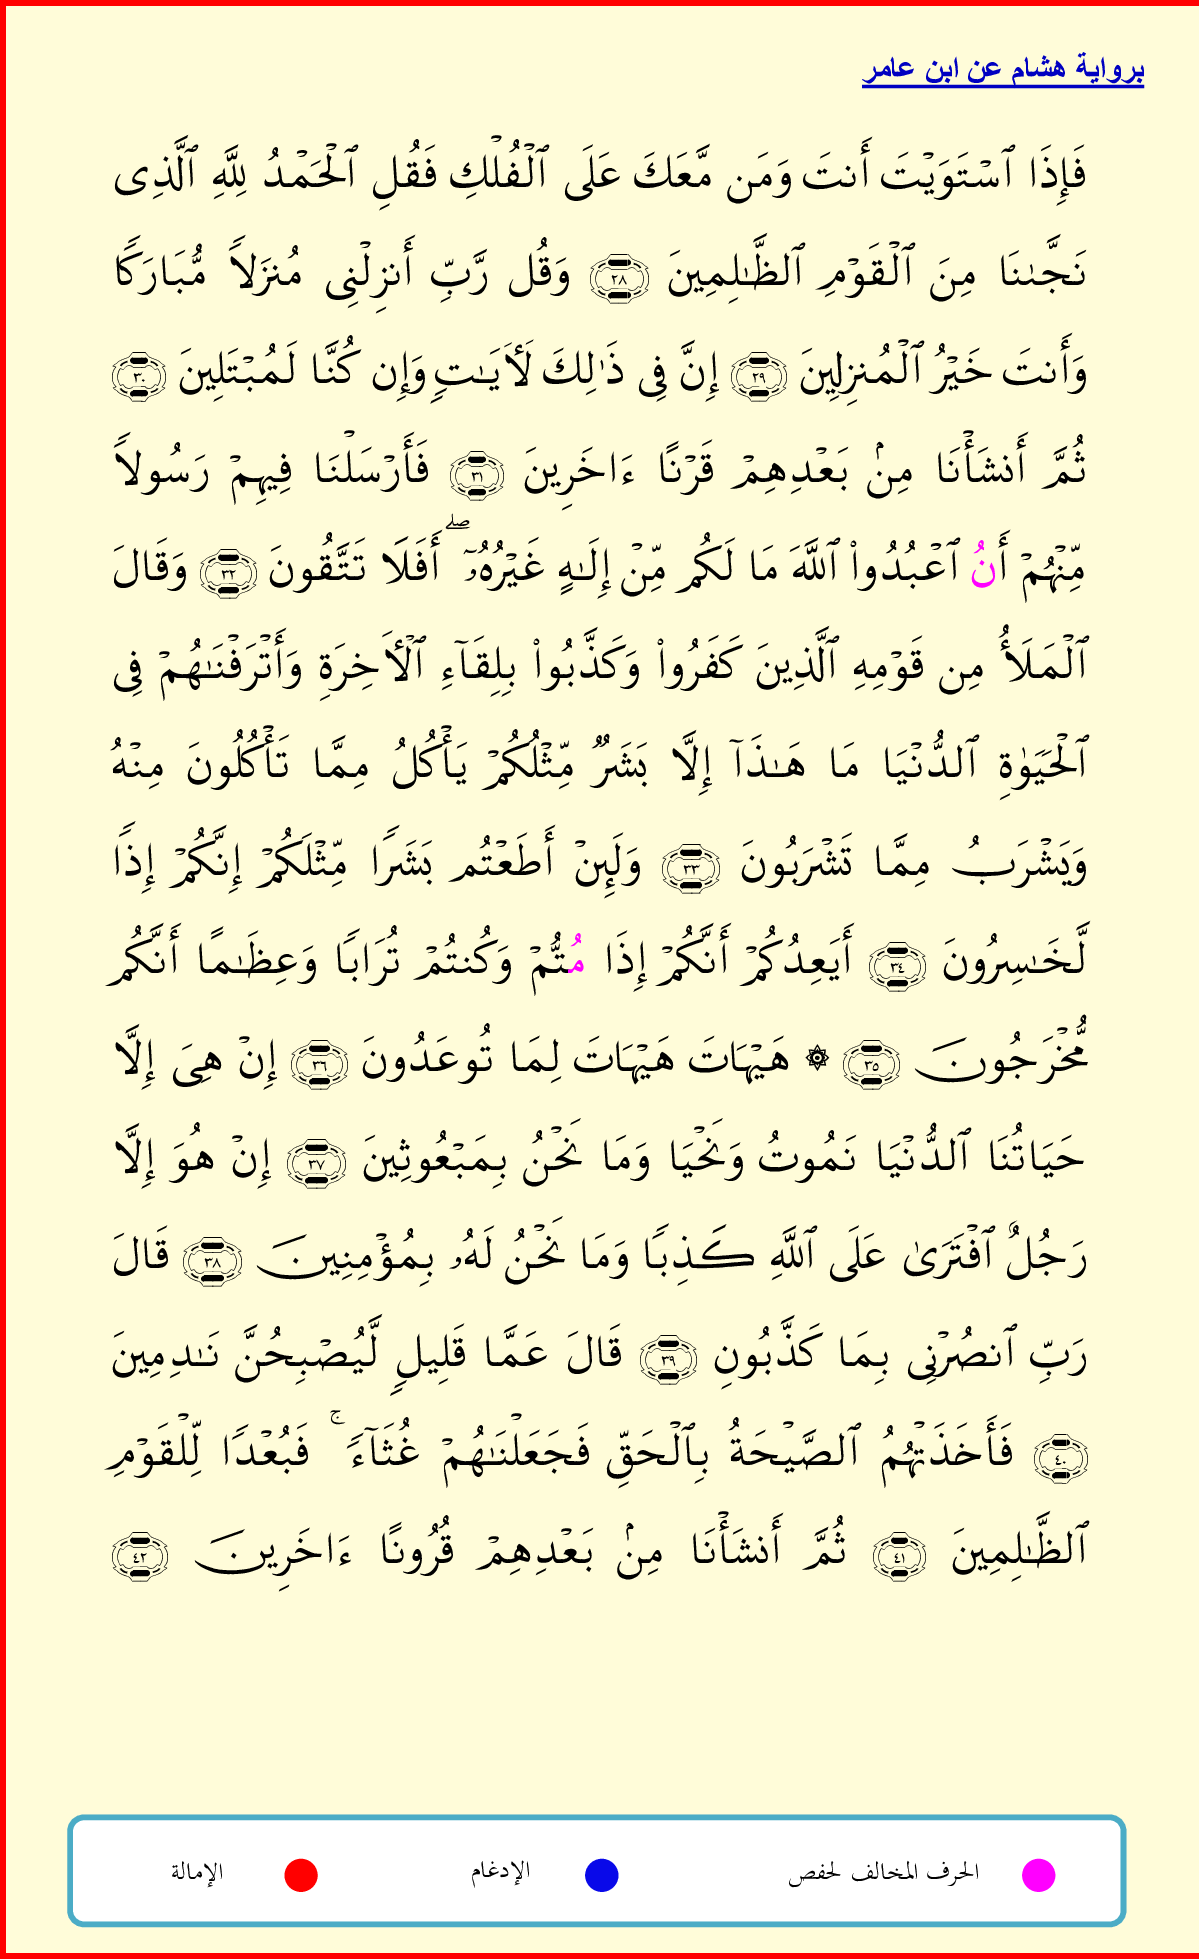 برواية هشام عن ابن عامر
فَإِذَا ٱسْتَوَيْتَ أَنتَ وَمَن مَّعَكَ عَلَى ٱلْفُلْكِ فَقُلِ ٱلْحَمْدُ لِلَّهِ ٱلَّذِى
نَجَّىٰنَا مِنَ ٱلْقَوْمِ ٱلظَّـٰلِمِينَ ٢٨ وَقُل رَّبِّ أَنزِلْنِى مُنزَلاً مُّبَارَكًا
وَأَنتَ خَيْرُ ٱلْمُنزِلِينَ ٢٩ إِنَّ فِى ذَٰلِكَ لَأَيَـٰتٍ وَإِن كُنَّا لَمُبْتَلِينَ ٣٠
ثُمَّ أَنشَأْنَا مِنۢ بَعْدِهِمْ قَرْنًا ءَاخَرِينَ ٣١ فَأَرْسَلْنَا فِيهِمْ رَسُولاً
مِّنْهُمْ أَنُ ٱعْبُدُوا۟ ٱللَّهَ مَا لَكُم مِّنْ إِلَـٰهٍ غَيْرُهُۥٓ ۖ أَفَلَا تَتَّقُونَ ٣٢ وَقَالَ
ٱلْمَلَأُ مِن قَوْمِهِ ٱلَّذِينَ كَفَرُوا۟ وَكَذَّبُوا۟ بِلِقَآءِ ٱلْأَخِرَةِ وَأَتْرَفْنَـٰهُمْ فِى
ٱلْحَيَوٰةِ ٱلدُّنْيَا مَا هَـٰذَآ إِلَّا بَشَرٌ مِّثْلُكُمْ يَأْكُلُ مِمَّا تَأْكُلُونَ مِنْهُ
وَيَشْرَبُ مِمَّا تَشْرَبُونَ ٣٣ وَلَئِنْ أَطَعْتُم بَشَرًا مِّثْلَكُمْ إِنَّكُمْ إِذًا
لَّخَـٰسِرُونَ ٣٤ أَيَعِدُكُمْ أَنَّكُمْ إِذَا مُتُّمْ وَكُنتُمْ تُرَابًا وَعِظَـٰمًا أَنَّكُم
مُّخْرَجُونَ ٣٥ ۞ هَيْهَاتَ هَيْهَاتَ لِمَا تُوعَدُونَ ٣٦ إِنْ هِىَ إِلَّا
حَيَاتُنَا ٱلدُّنْيَا نَمُوتُ وَنَحْيَا وَمَا نَحْنُ بِمَبْعُوثِينَ ٣٧ إِنْ هُوَ إِلَّا
رَجُلٌ ٱفْتَرَىٰ عَلَى ٱللَّهِ كَذِبًا وَمَا نَحْنُ لَهُۥ بِمُؤْمِنِينَ ٣٨ قَالَ
رَبِّ ٱنصُرْنِى بِمَا كَذَّبُونِ ٣٩ قَالَ عَمَّا قَلِيلٍ لَّيُصْبِحُنَّ نَـٰدِمِينَ
٤٠ فَأَخَذَتْهُمُ ٱلصَّيْحَةُ بِٱلْحَقِّ فَجَعَلْنَـٰهُمْ غُثَآءً ۚ فَبُعْدًا لِّلْقَوْمِ
ٱلظَّـٰلِمِينَ ٤١ ثُمَّ أَنشَأْنَا مِنۢ بَعْدِهِمْ قُرُونًا ءَاخَرِينَ ٤٢
الحرف المخالف لحفص الإدغام الإمالة